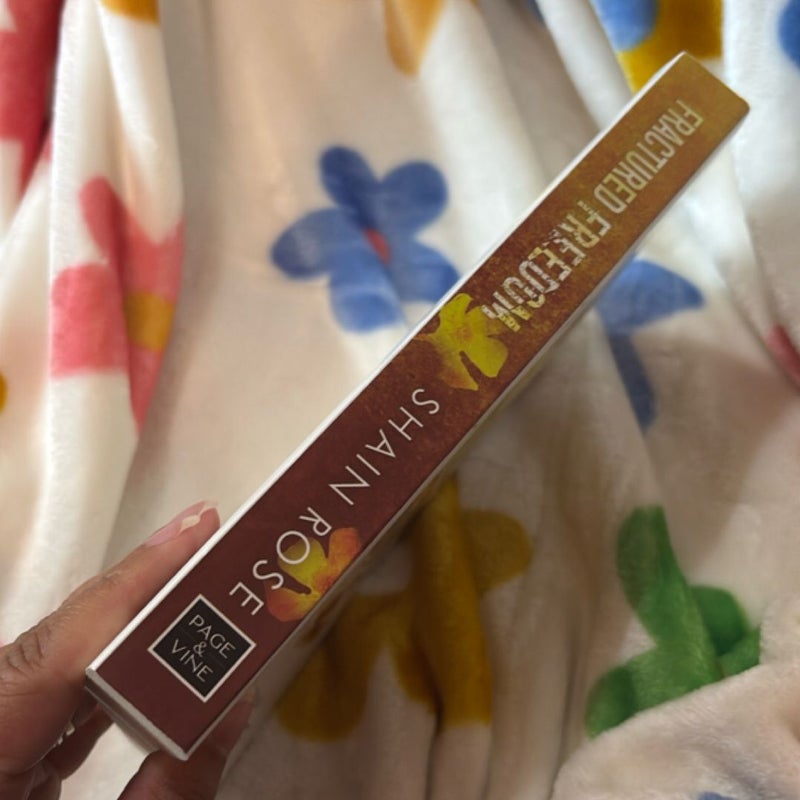 FRACTURED FREEDOM
SHAIN ROSE
PAGE
&
VINE